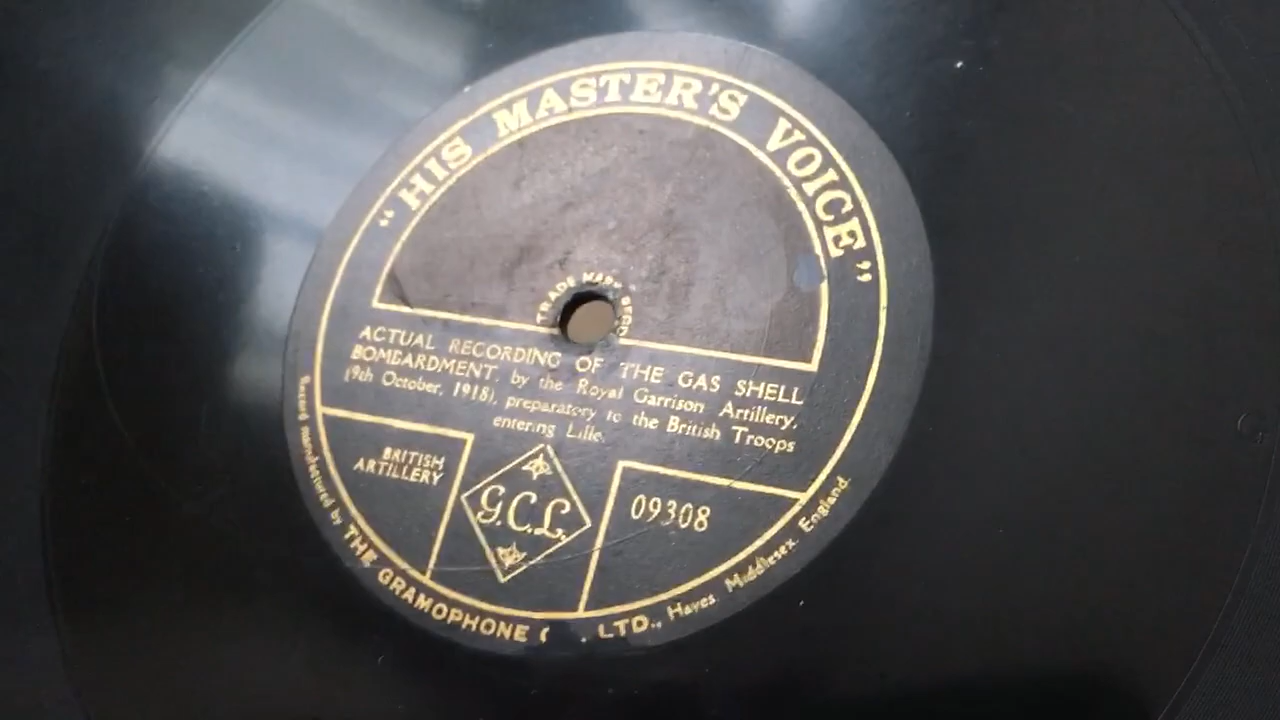 "HIS MASTER'S VOICE"
TRADE MARK REGD
ACTUAL RECORDING OF THE GAS SHELL
BOMBARDMENT, by the Royal Garrison Artillery,
(9th October, 1918), preparatory to the British Troops
entering Lille.
BRITISH
ARTILLERY
G.C.L.
09308
Record manufactured by THE GRAMOPHONE ( . LTD., Hayes, Middlesex, England.